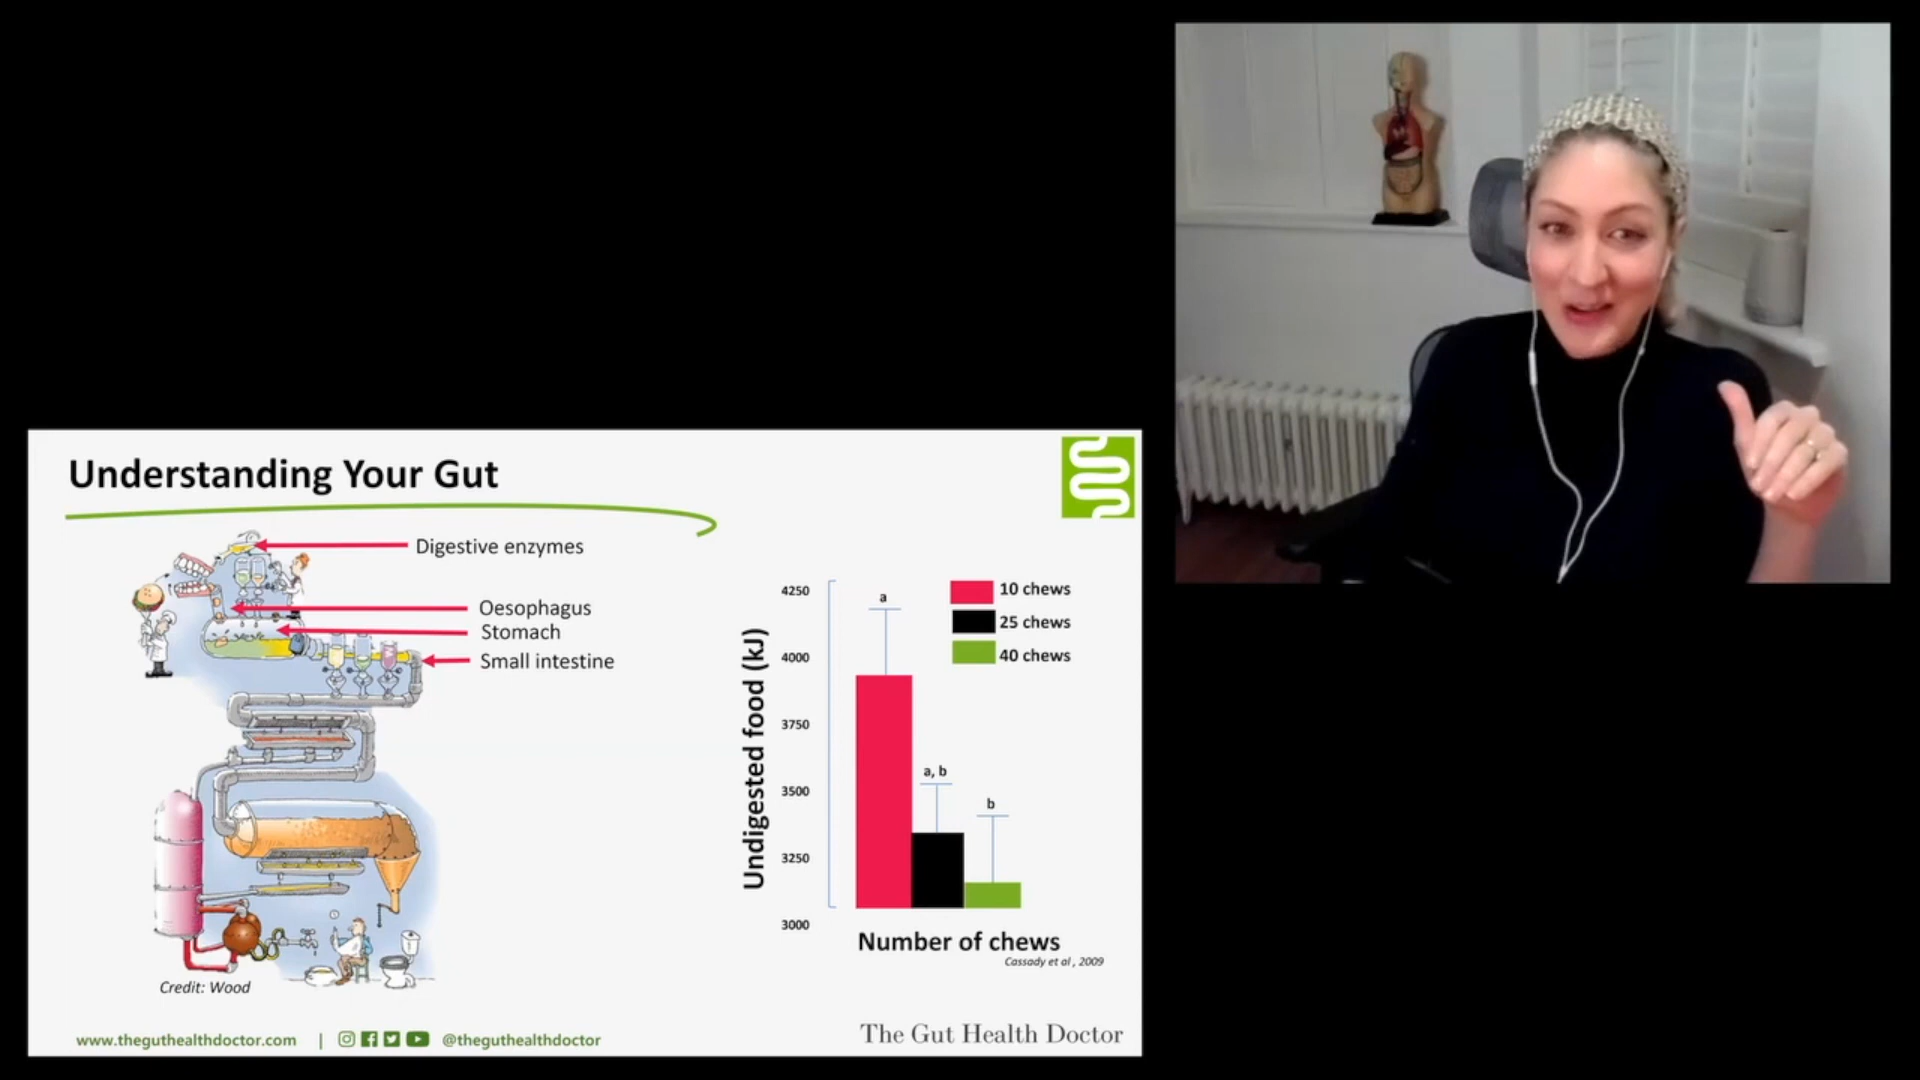 Understanding Your Gut
Digestive enzymes
Oesophagus
Stomach
Small intestine
Credit: Wood
Undigested food (kJ)
4250
4000
3750
3500
3250
3000
a
a, b
b
10 chews
25 chews
40 chews
Number of chews
Cassady et al , 2009
www.theguthealthdoctor.com | @theguthealthdoctor
The Gut Health Doctor